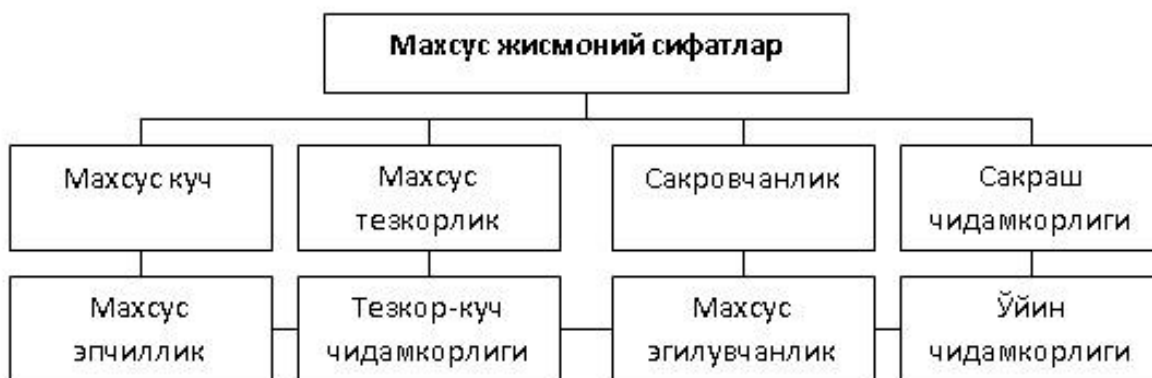 Махсус жисмоний сифатлар
Махсус куч
Махсус
тезкорлик
Сакровчанлик
Сакраш
чидамкорлиги
Махсус
эпчиллик
Тезкор-куч
чидамкорлиги
Махсус
эгилувчанлик
Ўйин
чидамкорлиги